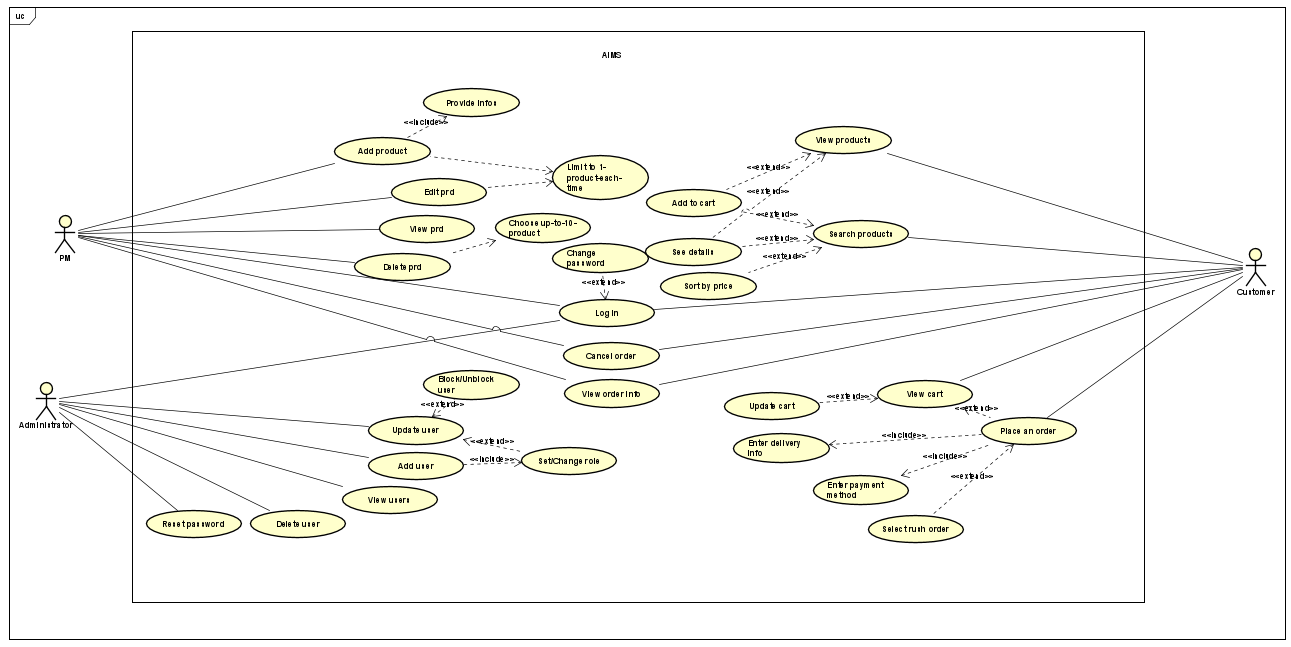 uc
AIMS
Provide infos
<<include>>
Add product
View products
Limit to 1-
product-each-
time
<<extend>>
Edit prd
<<extend>>
Add to cart
<<extend>>
View prd
Choose up-to-10-
product
Search products
<<extend>>
PM
Delete prd
Change
password
See details
<<extend>>
<<extend>>
Sort by price
Customer
Log in
Cancel order
Block/Unblock
user
View order info
View cart
<<extend>>
Update cart
<<extend>>
<<extend>>
Administrator
Update user
Place an order
<<extend>>
<<include>>
Enter delivery
info
<<include>>
Add user
<<include>>
Set/Change role
<<extend>>
Enter payment
method
View users
Reset password
Delete user
Select rush order